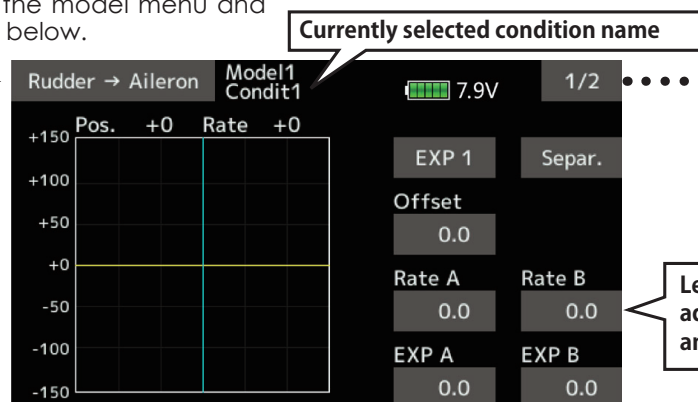 the model menu and
below.
Currently selected condition name
Rudder → Aileron
Model1
Condit1
7.9V
1/2
Pos. +0 Rate +0
+150
+100
+50
+0
-50
-100
-150
EXP 1
Separ.
Offset
0.0
Rate A
Rate B
0.0
0.0
EXP A
EXP B
0.0
0.0